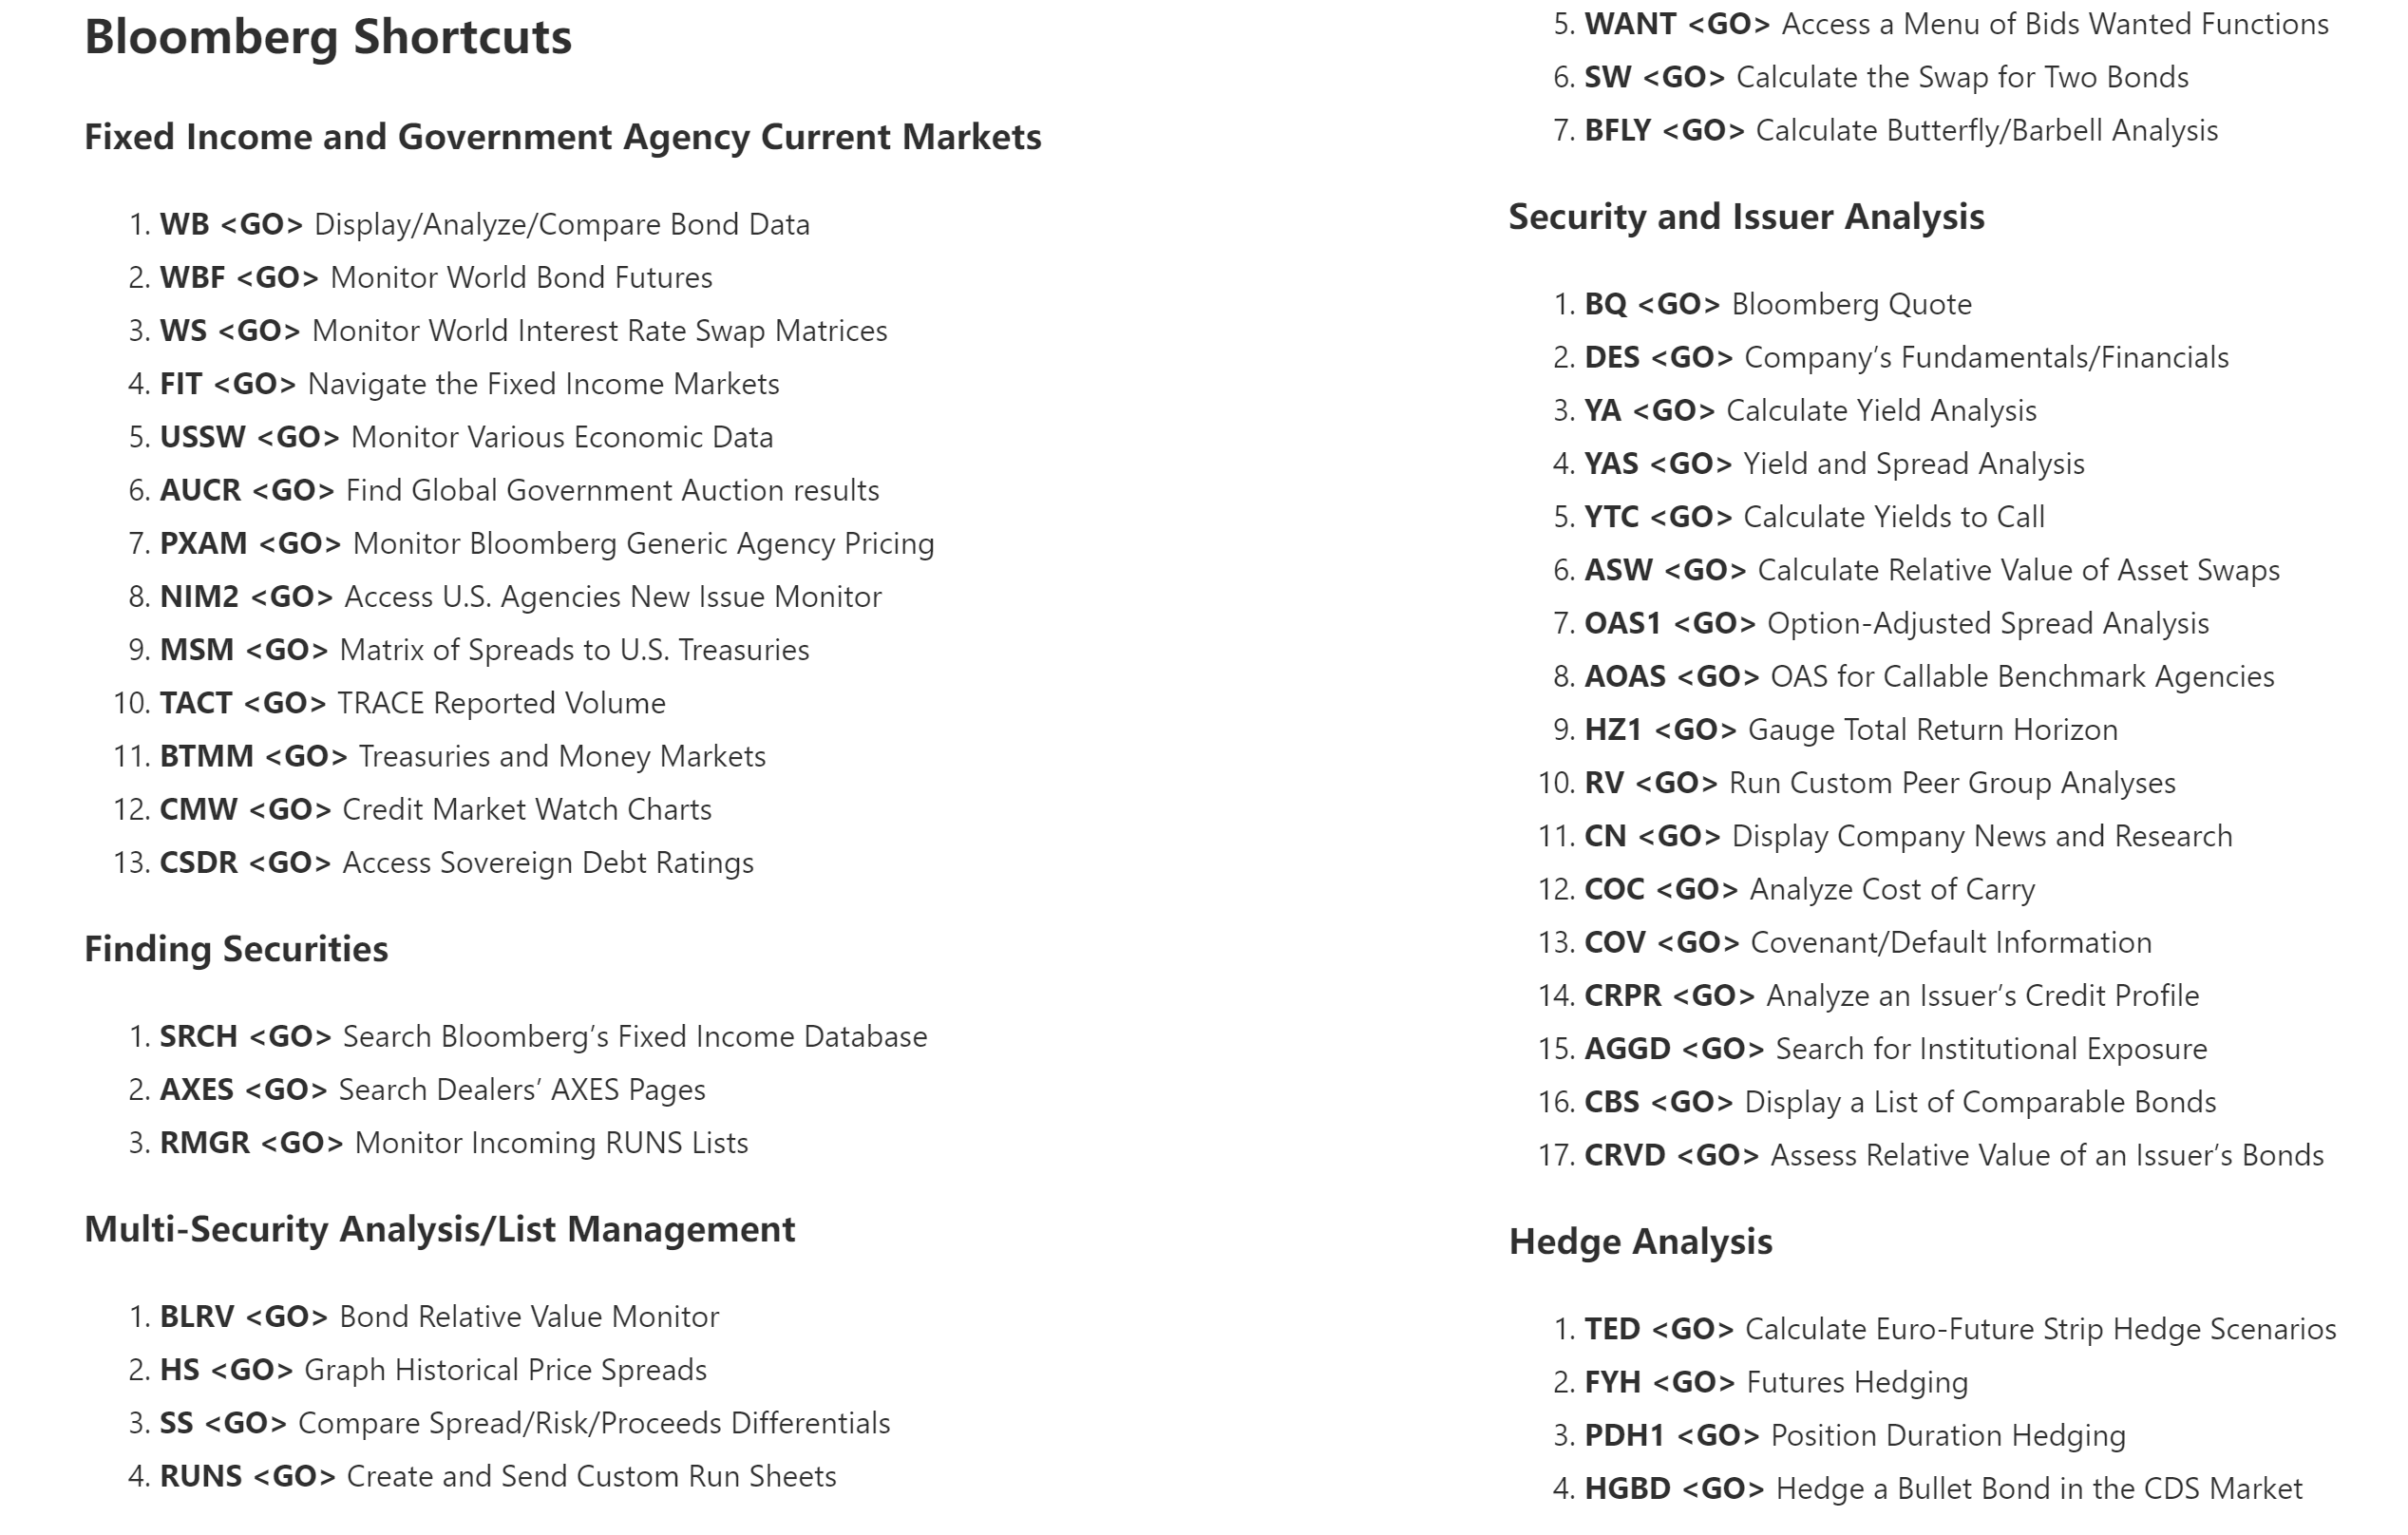 Bloomberg Shortcuts
Fixed Income and Government Agency Current Markets
1. WB <GO> Display/Analyze/Compare Bond Data
2. WBF <GO> Monitor World Bond Futures
3. WS <GO> Monitor World Interest Rate Swap Matrices
4. FIT <GO> Navigate the Fixed Income Markets
5. USSW <GO> Monitor Various Economic Data
6. AUCR <GO> Find Global Government Auction results
7. PXAM <GO> Monitor Bloomberg Generic Agency Pricing
8. NIM2 <GO> Access U.S. Agencies New Issue Monitor
9. MSM <GO> Matrix of Spreads to U.S. Treasuries
10. TACT <GO> TRACE Reported Volume
11. BTMM <GO> Treasuries and Money Markets
12. CMW <GO> Credit Market Watch Charts
13. CSDR <GO> Access Sovereign Debt Ratings
Finding Securities
1. SRCH <GO> Search Bloomberg’s Fixed Income Database
2. AXES <GO> Search Dealers’ AXES Pages
3. RMGR <GO> Monitor Incoming RUNS Lists
Multi-Security Analysis/List Management
1. BLRV <GO> Bond Relative Value Monitor
2. HS <GO> Graph Historical Price Spreads
3. SS <GO> Compare Spread/Risk/Proceeds Differentials
4. RUNS <GO> Create and Send Custom Run Sheets
5. WANT <GO> Access a Menu of Bids Wanted Functions
6. SW <GO> Calculate the Swap for Two Bonds
7. BFLY <GO> Calculate Butterfly/Barbell Analysis
Security and Issuer Analysis
1. BQ <GO> Bloomberg Quote
2. DES <GO> Company’s Fundamentals/Financials
3. YA <GO> Calculate Yield Analysis
4. YAS <GO> Yield and Spread Analysis
5. YTC <GO> Calculate Yields to Call
6. ASW <GO> Calculate Relative Value of Asset Swaps
7. OAS1 <GO> Option-Adjusted Spread Analysis
8. AOAS <GO> OAS for Callable Benchmark Agencies
9. HZ1 <GO> Gauge Total Return Horizon
10. RV <GO> Run Custom Peer Group Analyses
11. CN <GO> Display Company News and Research
12. COC <GO> Analyze Cost of Carry
13. COV <GO> Covenant/Default Information
14. CRPR <GO> Analyze an Issuer’s Credit Profile
15. AGGD <GO> Search for Institutional Exposure
16. CBS <GO> Display a List of Comparable Bonds
17. CRVD <GO> Assess Relative Value of an Issuer’s Bonds
Hedge Analysis
1. TED <GO> Calculate Euro-Future Strip Hedge Scenarios
2. FYH <GO> Futures Hedging
3. PDH1 <GO> Position Duration Hedging
4. HGBD <GO> Hedge a Bullet Bond in the CDS Market